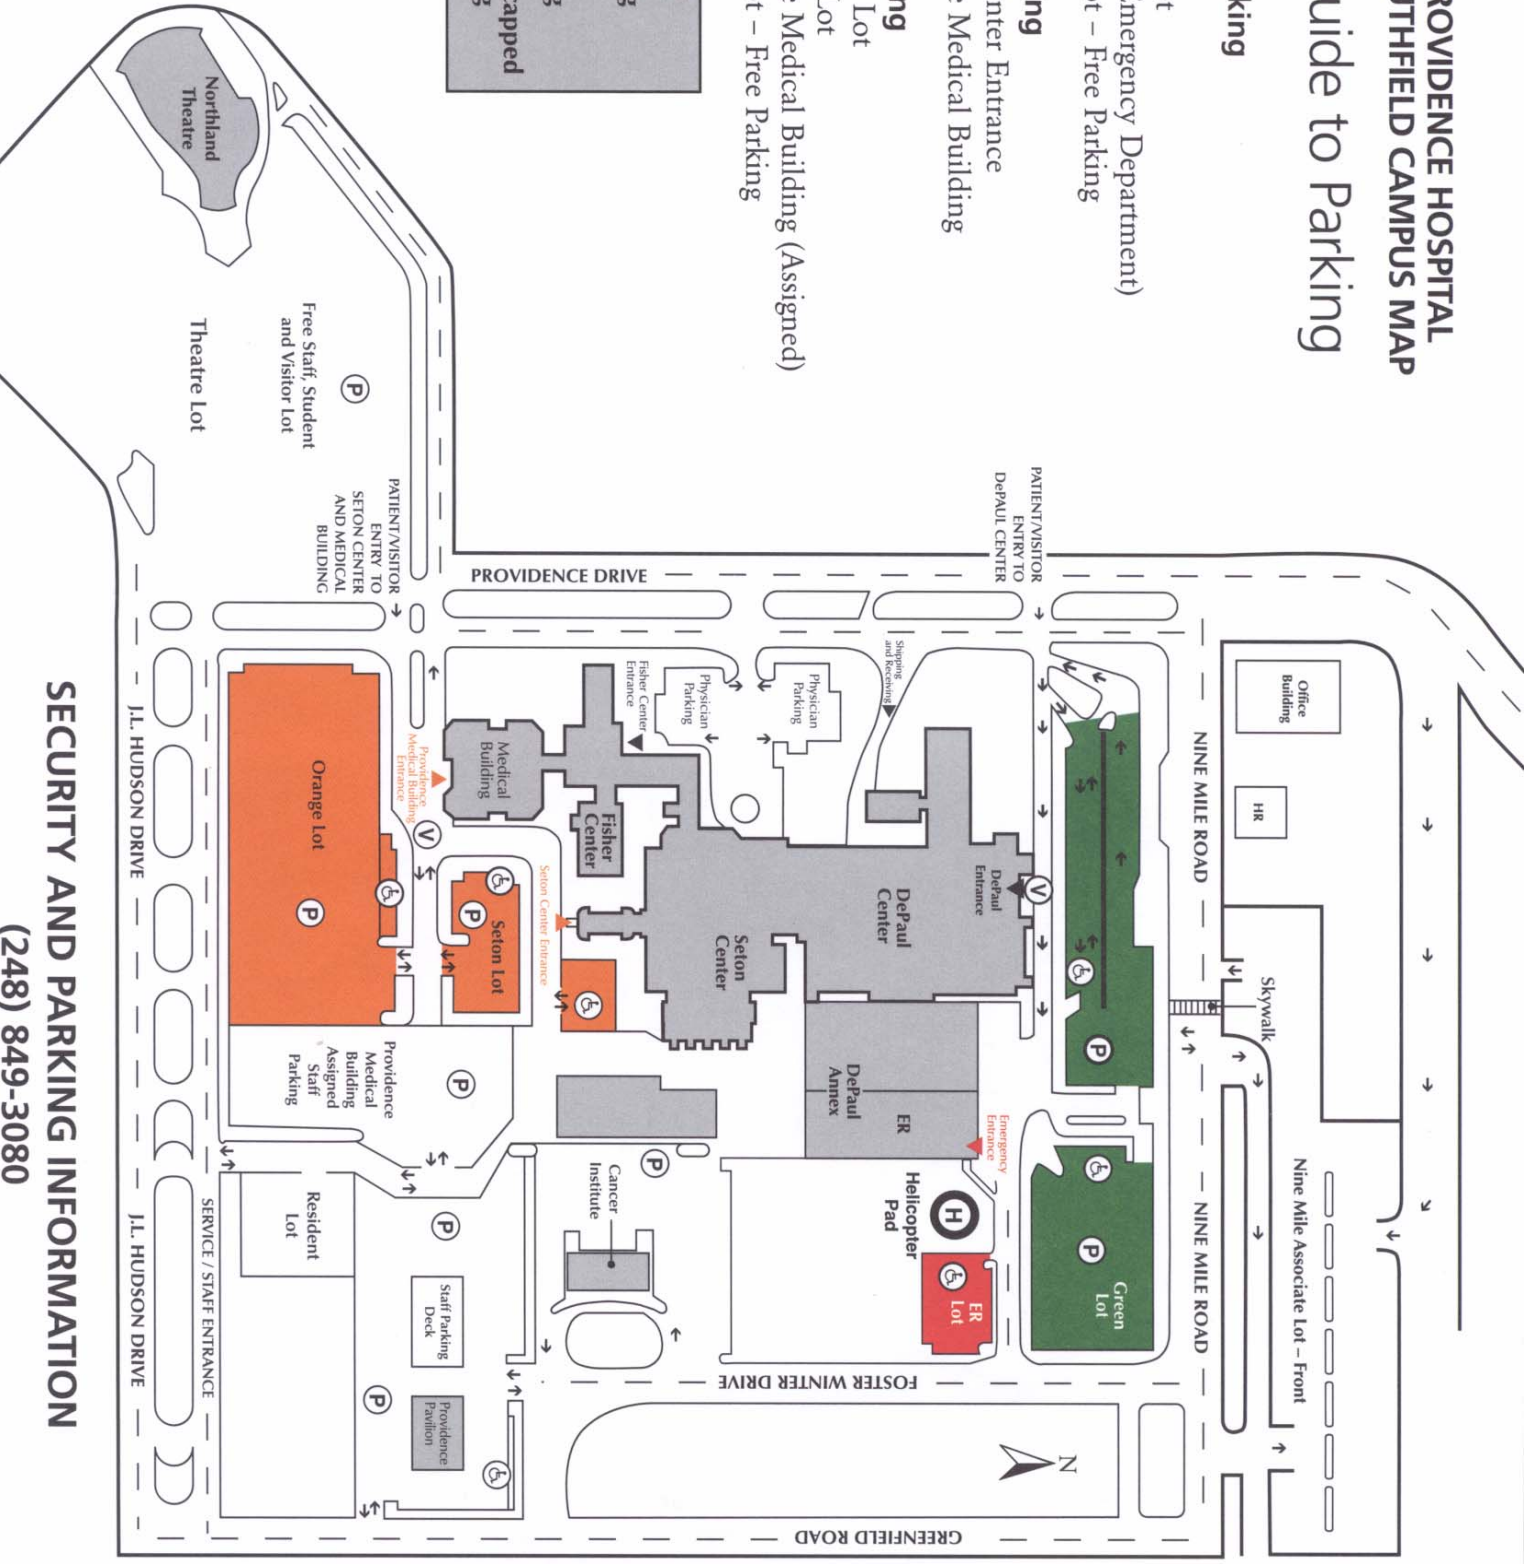 PROVIDENCE HOSPITAL
UTHFIELD CAMPUS MAP
uide to Parking
king
t
Emergency Department)
ot – Free Parking
ng
nter Entrance
e Medical Building
ng
Lot
Lot
e Medical Building (Assigned)
t – Free Parking
g
g
capped
g
Northland
Theatre
Free Staff, Student
and Visitor Lot
P
Theatre Lot
PATIENT/VISITOR
ENTRY TO
SETON CENTER
AND MEDICAL
BUILDING
PATIENT/VISITOR
ENTRY TO
DePAUL CENTER
PROVIDENCE DRIVE
Office
Building
HR
NINE MILE ROAD
Skywalk
NINE MILE ROAD
Nine Mile Associate Lot – Front
Shipping
and Receiving
Physician
Parking
Physician
Parking
Fisher Center
Entrance
Medical
Building
Fisher
Center
Providence
Medical Building
Entrance
V
Orange Lot
P
P
Seton Lot
Seton Center Entrance
Seton
Center
DePaul
Center
DePaul
Entrance
V
P
DePaul
Annex
ER
Emergency
Entrance
Helicopter
Pad
H
ER
Lot
P
Green
Lot
Providence
Medical
Building
Assigned
Staff
Parking
P
P
Cancer
Institute
Resident
Lot
P
Staff Parking
Deck
P
Providence
Pavilion
FOSTER WINTER DRIVE
N
GREENFIELD ROAD
SERVICE / STAFF ENTRANCE
J.L. HUDSON DRIVE
J.L. HUDSON DRIVE
SECURITY AND PARKING INFORMATION
(248) 849-3080